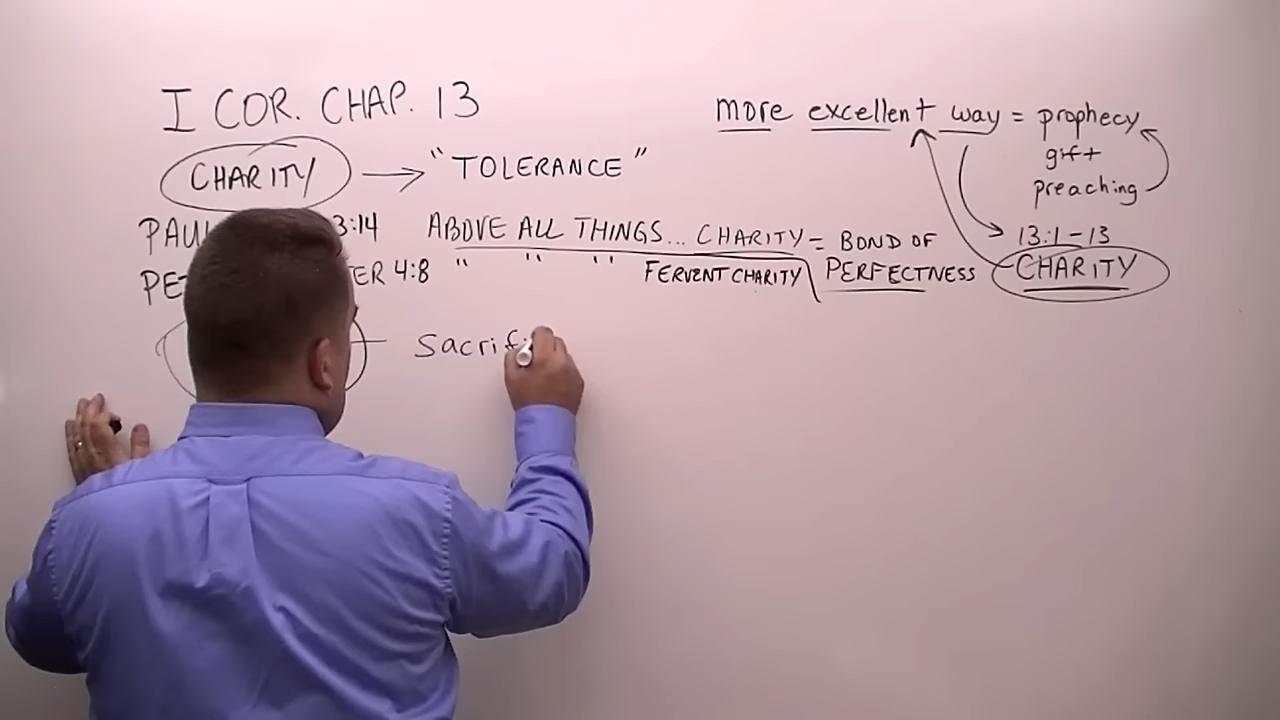 I COR. CHAP. 13
CHARITY → "TOLERANCE"
PAUL 3:14 ABOVE ALL THINGS... CHARITY = BOND OF PERFECTNESS
4:8 " " " FERVENT CHARITY
Sacrif
more excellent way = prophecy
gift
preaching
13:1-13
CHARITY